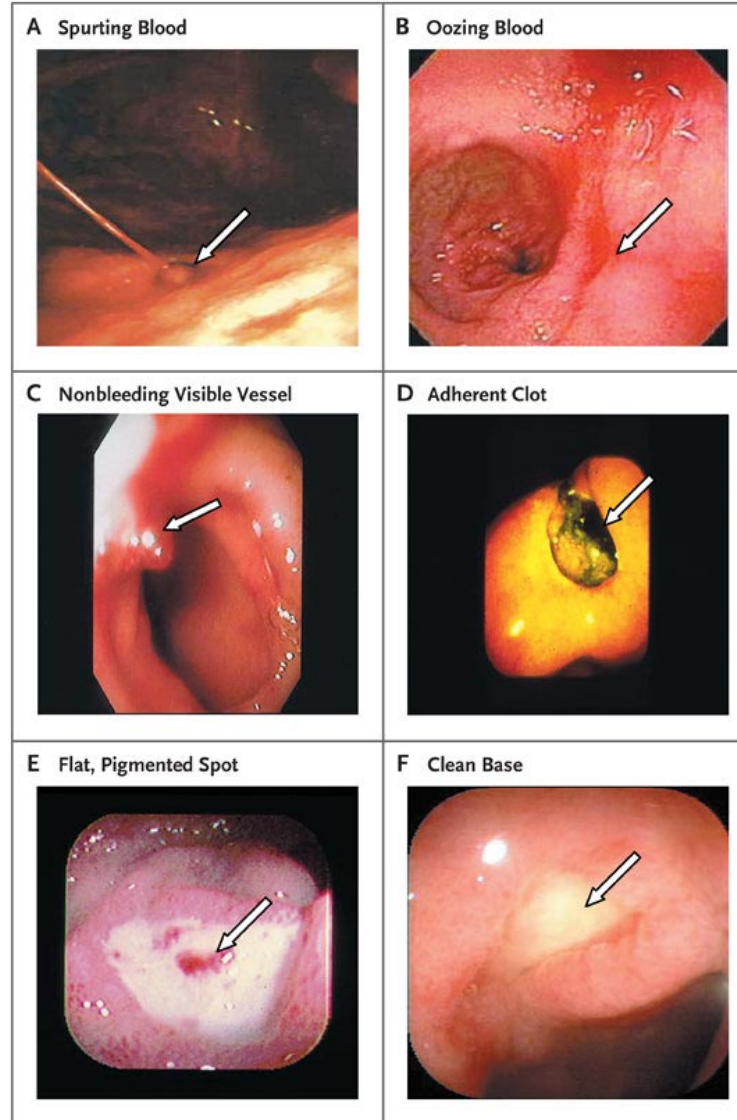 A Spurting Blood
B Oozing Blood
C Nonbleeding Visible Vessel
D Adherent Clot
E Flat, Pigmented Spot
F Clean Base